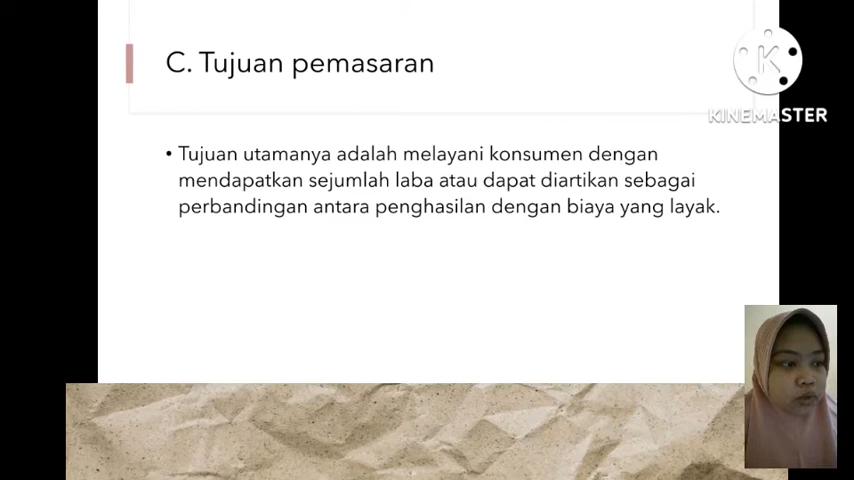 C. Tujuan pemasaran
K
KINEMASTER
• Tujuan utamanya adalah melayani konsumen dengan
mendapatkan sejumlah laba atau dapat diartikan sebagai
perbandingan antara penghasilan dengan biaya yang layak.